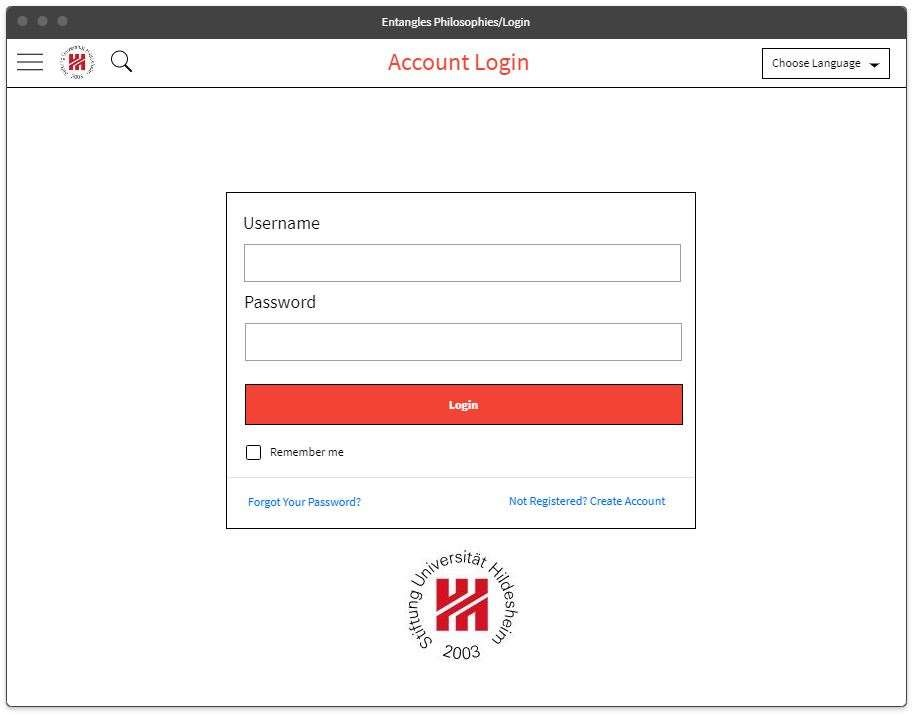 Entangles Philosophies/Login
Account Login
Choose Language
Username
Password
Login
Remember me
Forgot Your Password?
Not Registered? Create Account
Stiftung Universität Hildesheim
2003